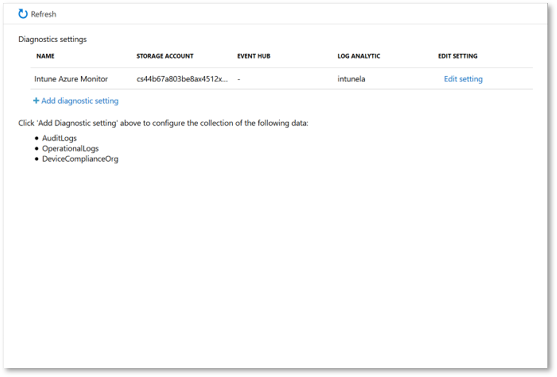 Refresh
Diagnostics settings
NAME STORAGE ACCOUNT EVENT HUB LOG ANALYTIC EDIT SETTING
Intune Azure Monitor cs44b67a803be8ax4512x... - intunela Edit setting
+ Add diagnostic setting
Click 'Add Diagnostic setting' above to configure the collection of the following data:
• AuditLogs
• OperationalLogs
• DeviceComplianceOrg